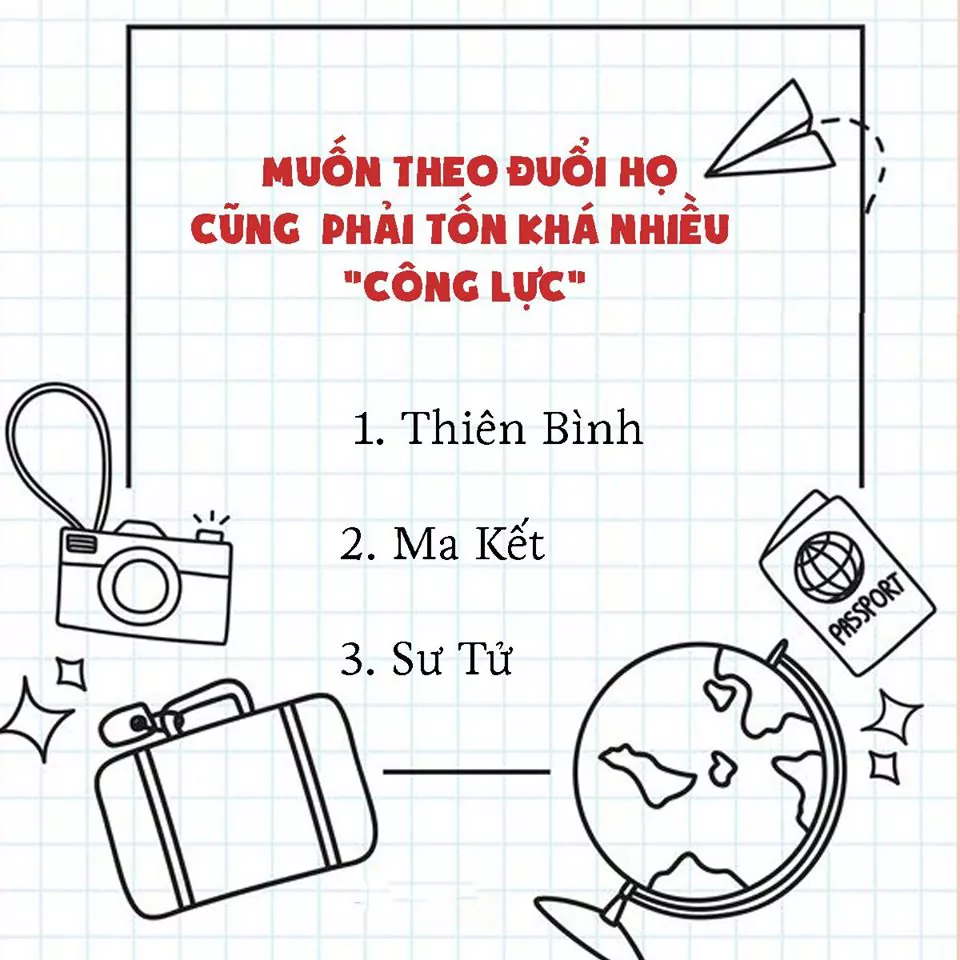 MUỐN THEO ĐUỔI HỌ
CŨNG PHẢI TỐN KHÁ NHIỀU
"CÔNG LỰC"
1. Thiên Bình
2. Ma Kết
3. Sư Tử
PASSPORT